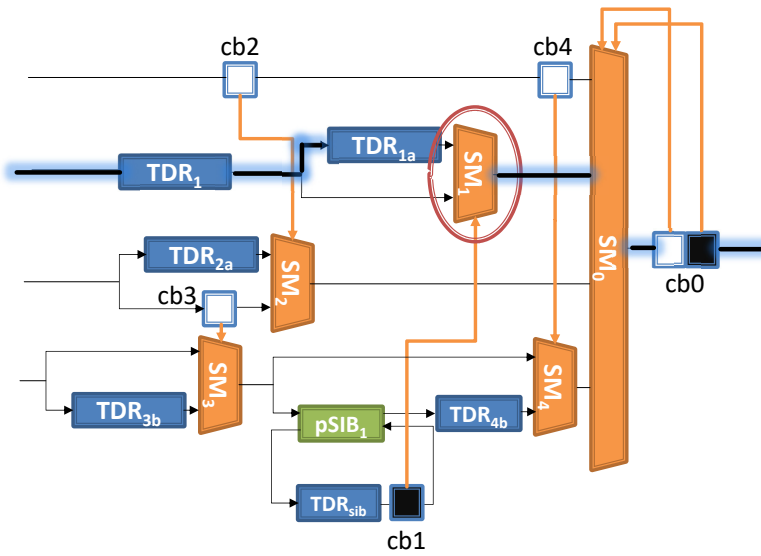 cb2
cb4
TDR1
TDR1a
SM1
SM0
cb0
TDR2a
SM2
cb3
SM3
TDR3b
pSIB1
TDR4b
SM4
TDRsib
cb1